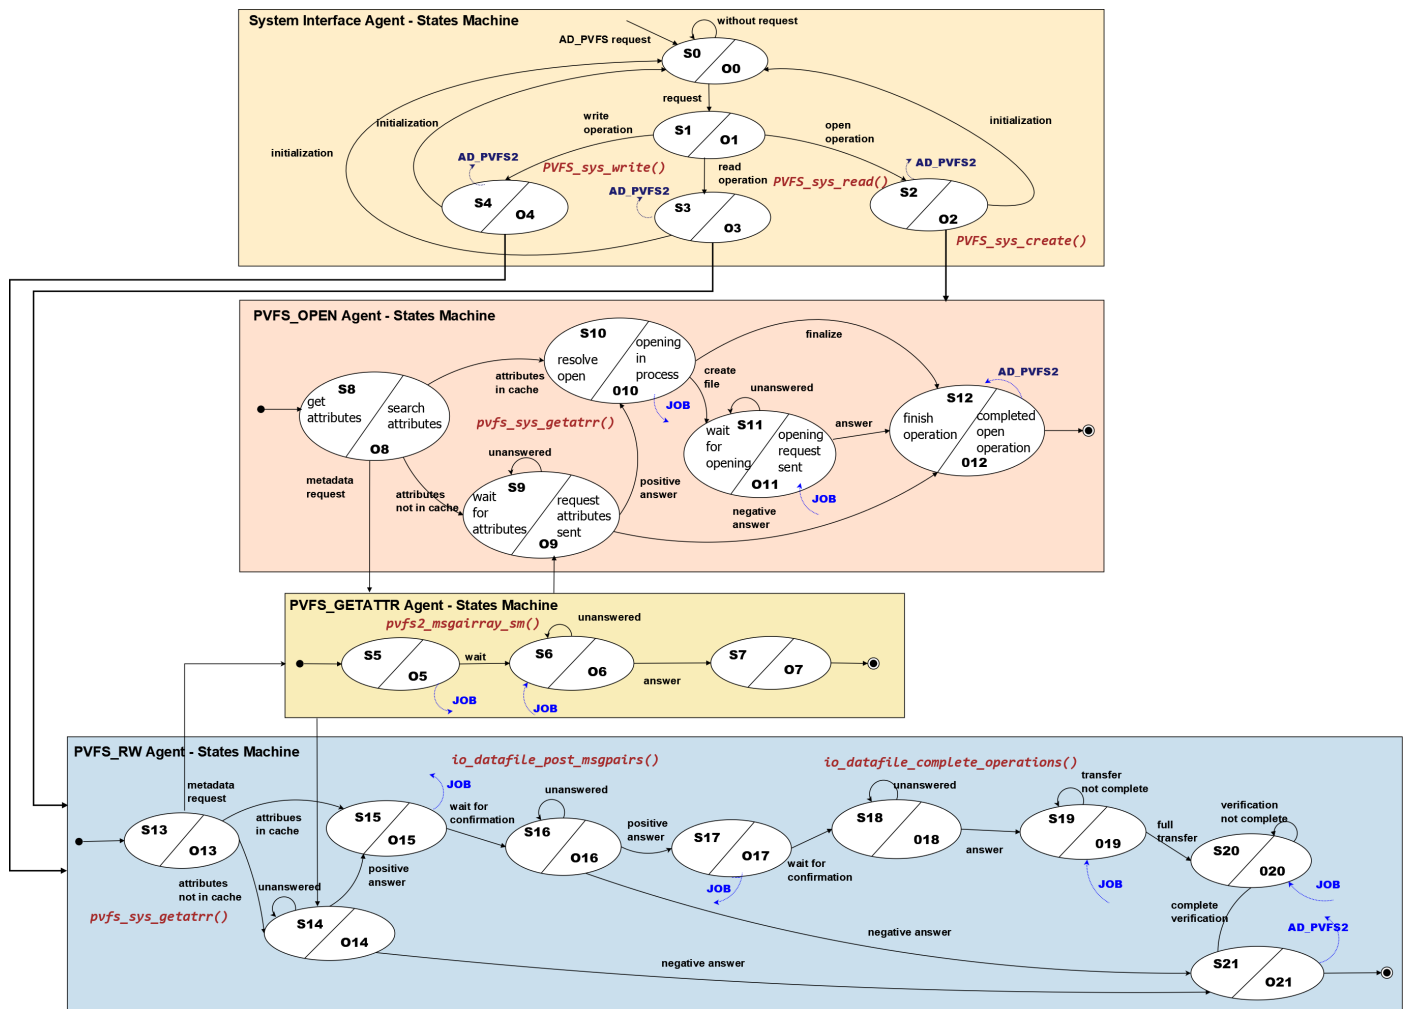 System Interface Agent - States Machine
without request
AD_PVFS request
S0
O0
request
write
operation
S1
O1
open
operation
initialization
initialization
initialization
AD_PVFS2
PVFS_sys_write()
read
operation
PVFS_sys_read()
AD_PVFS2
AD_PVFS2
S4
O4
S3
O3
S2
O2
PVFS_sys_create()
PVFS_OPEN Agent - States Machine
S10
resolve
open
opening
in
process
010
finalize
attributes
in cache
create
file
unanswered
AD_PVFS2
S8
get
attributes
search
attributes
O8
JOB
pvfs_sys_getatrr()
S11
wait
for
opening
opening
request
sent
O11
answer
S12
finish
operation
completed
open
operation
012
unanswered
metadata
request
attributes
not in cache
S9
wait
for
attributes
request
attributes
sent
O9
positive
answer
JOB
negative
answer
PVFS_GETATTR Agent - States Machine
pvfs2_msgairray_sm()
unanswered
S5
O5
wait
S6
O6
answer
S7
O7
JOB
JOB
PVFS_RW Agent - States Machine
io_datafile_post_msgpairs()
io_datafile_complete_operations()
metadata
request
JOB
unanswered
unanswered
transfer
not complete
verification
not complete
attribues
in cache
wait for
confirmation
positive
answer
full
transfer
S13
O13
S15
O15
S16
O16
S17
O17
S18
018
S19
019
S20
020
answer
wait for
confirmation
positive
answer
attributes
not in cache
unanswered
JOB
JOB
JOB
pvfs_sys_getatrr()
S14
O14
complete
verification
negative answer
AD_PVFS2
negative answer
S21
O21